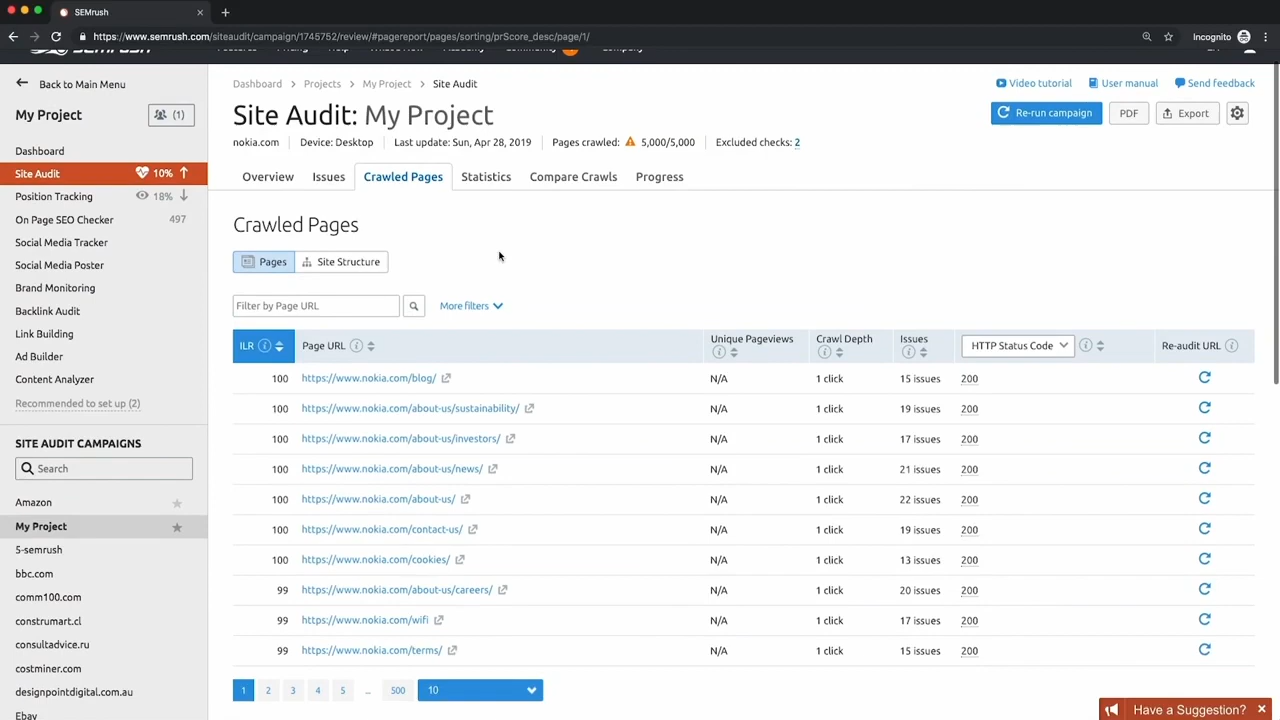 SEMrush
https://www.semrush.com/siteaudit/campaign/1745752/review/#pagereport/pages/sorting/prScore_desc/page/1/
Incognito
Back to Main Menu
My Project
(1)
Dashboard
Site Audit 10%
Position Tracking 18%
On Page SEO Checker 497
Social Media Tracker
Social Media Poster
Brand Monitoring
Backlink Audit
Link Building
Ad Builder
Content Analyzer
Recommended to set up (2)
SITE AUDIT CAMPAIGNS
Search
Amazon
My Project
5-semrush
bbc.com
comm100.com
construmart.cl
consultadvice.ru
costminer.com
designpointdigital.com.au
Ebay
Dashboard > Projects > My Project > Site Audit
Video tutorial User manual Send feedback
Site Audit: My Project
Re-run campaign PDF Export
nokia.com Device: Desktop Last update: Sun, Apr 28, 2019 Pages crawled: 5,000/5,000 Excluded checks: 2
Overview Issues Crawled Pages Statistics Compare Crawls Progress
Crawled Pages
Pages Site Structure
Filter by Page URL More filters
ILR Page URL Unique Pageviews Crawl Depth Issues HTTP Status Code Re-audit URL
100 https://www.nokia.com/blog/ N/A 1 click 15 issues 200
100 https://www.nokia.com/about-us/sustainability/ N/A 1 click 19 issues 200
100 https://www.nokia.com/about-us/investors/ N/A 1 click 17 issues 200
100 https://www.nokia.com/about-us/news/ N/A 1 click 21 issues 200
100 https://www.nokia.com/about-us/ N/A 1 click 22 issues 200
100 https://www.nokia.com/contact-us/ N/A 1 click 19 issues 200
100 https://www.nokia.com/cookies/ N/A 1 click 13 issues 200
99 https://www.nokia.com/about-us/careers/ N/A 1 click 20 issues 200
99 https://www.nokia.com/wifi N/A 1 click 17 issues 200
99 https://www.nokia.com/terms/ N/A 1 click 15 issues 200
1 2 3 4 5 ... 500 10
Have a Suggestion?